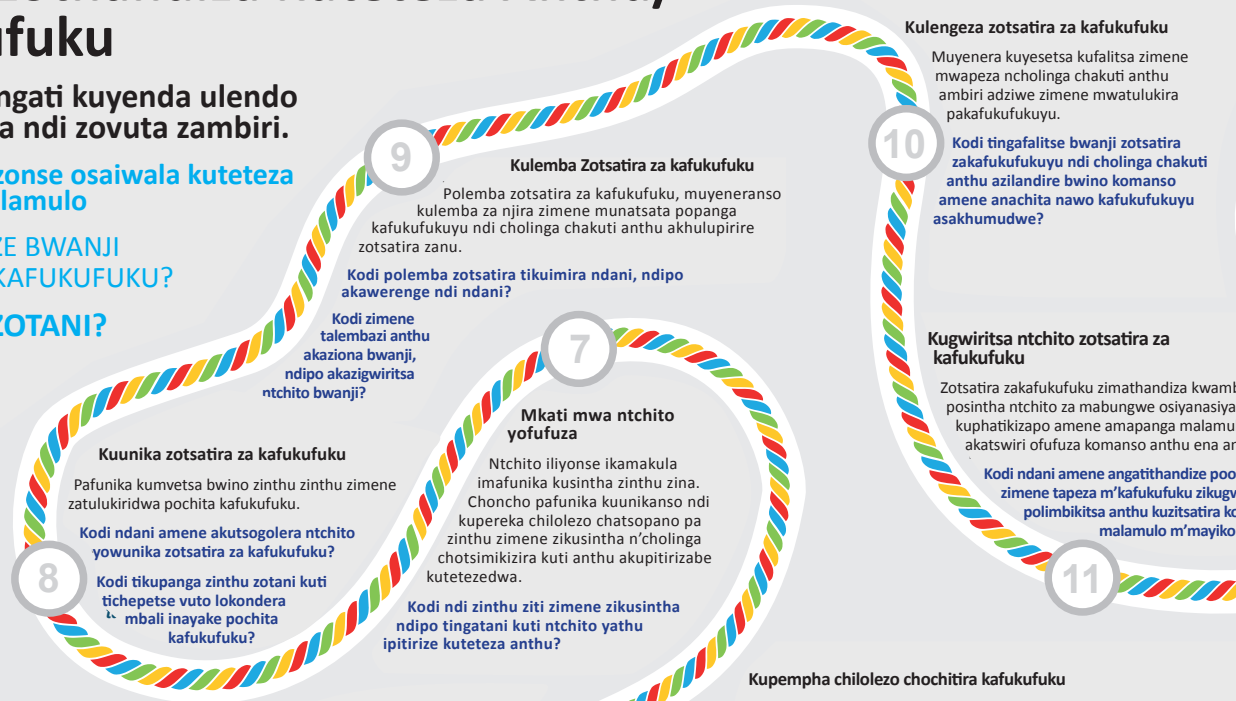 ufuku
ngati kuyenda ulendo
a ndi zovuta zambiri.
zonse osaiwala kuteteza
lamulo
ZE BWANJI
KAFUKUFUKU?
ZOTANI?
7
Mkati mwa ntchito
yofufuza
Ntchito iliyonse ikamakula
imafunika kusintha zinthu zina.
Choncho pafunika kuunikanso ndi
kupereka chilolezo chatsopano pa
zinthu zimene zikusintha n’cholinga
chotsimikizira kuti anthu akupitirizabe
kutetezedwa.
Kodi ndi zinthu ziti zimene zikusintha
ndipo tingatani kuti ntchito yathu
ipitirize kuteteza anthu?
8
Kuunika zotsatira za kafukufuku
Pafunika kumvetsa bwino zinthu zinthu zimene
zatulukiridwa pochita kafukufuku.
Kodi ndani amene akutsogolera ntchito
yowunika zotsatira za kafukufuku?
Kodi tikupanga zinthu zotani kuti
tichepetse vuto lokondera
mbali inayake pochita
kafukufuku?
9
Kulemba Zotsatira za kafukufuku
Polemba zotsatira za kafukufuku, muyeneranso
kulemba za njira zimene munatsata popanga
kafukufukuyu ndi cholinga chakuti anthu akhulupirire
zotsatira zanu.
Kodi polemba zotsatira tikuimira ndani, ndipo
akawerenge ndi ndani?
Kodi zimene
talembazi anthu
akaziona bwanji,
ndipo akazigwiritsa
ntchito bwanji?
10
Kulengeza zotsatira za kafukufuku
Muyenera kuyesetsa kufalitsa zimene
mwapeza ncholinga chakuti anthu
ambiri adziwe zimene mwatulukira
pakafukufukuyu.
Kodi tingafalitse bwanji zotsatira
zakafukufukuyu ndi cholinga chakuti
anthu azilandire bwino komanso
amene anachita nawo kafukufukuyu
asakhumudwe?
11
Kugwiritsa ntchito zotsatira za
kafukufuku
Zotsatira zakafukufuku zimathandiza kwamb
posintha ntchito za mabungwe osiyanasiya
kuphatikizapo amene amapanga malamu
akatswiri ofufuza komanso anthu ena an
Kodi ndani amene angatithandize poo
zimene tapeza m’kafukufuku zikugw
polimbikitsa anthu kuzitsatira ko
malamulo m’mayiko
Kupempha chilolezo chochitira kafukufuku